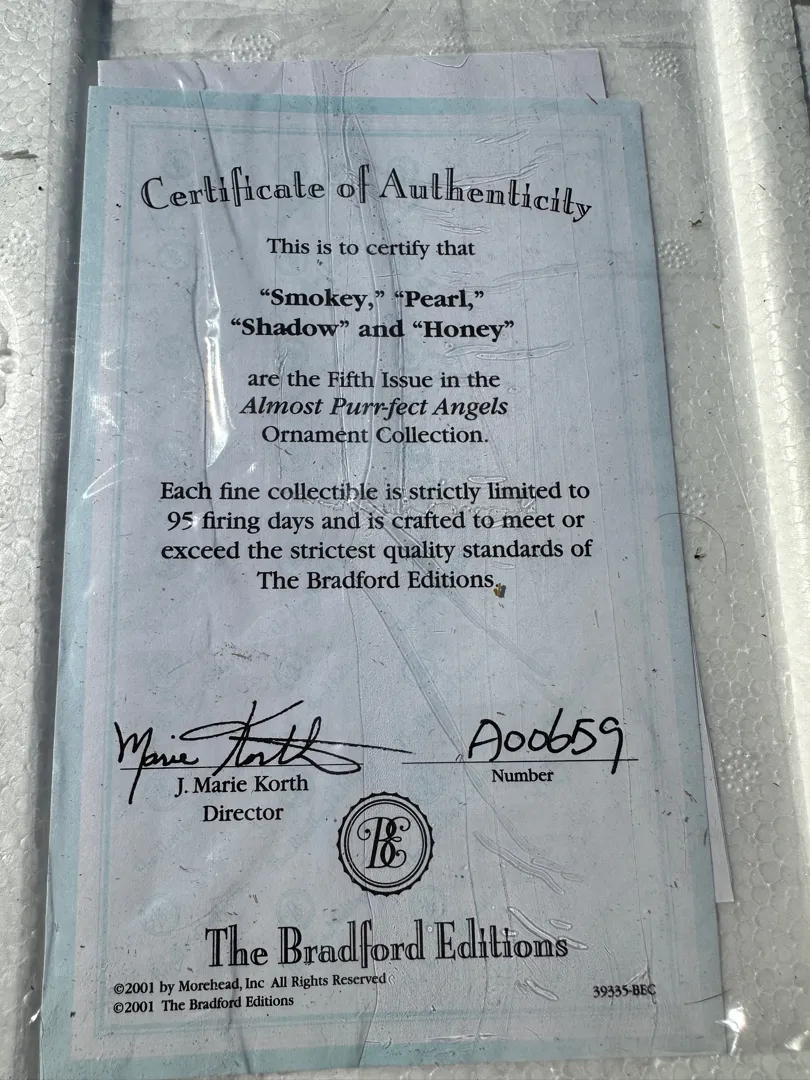 Certificate of Authenticity
This is to certify that
“Smokey,” “Pearl,”
“Shadow” and “Honey”
are the Fifth Issue in the
Almost Purr-fect Angels
Ornament Collection.
Each fine collectible is strictly limited to
95 firing days and is crafted to meet or
exceed the strictest quality standards of
The Bradford Editions.
Marie Korth
A00659
J. Marie Korth
Number
Director
BE
The Bradford Editions
©2001 by Morehead, Inc All Rights Reserved
©2001 The Bradford Editions
39335-BEC